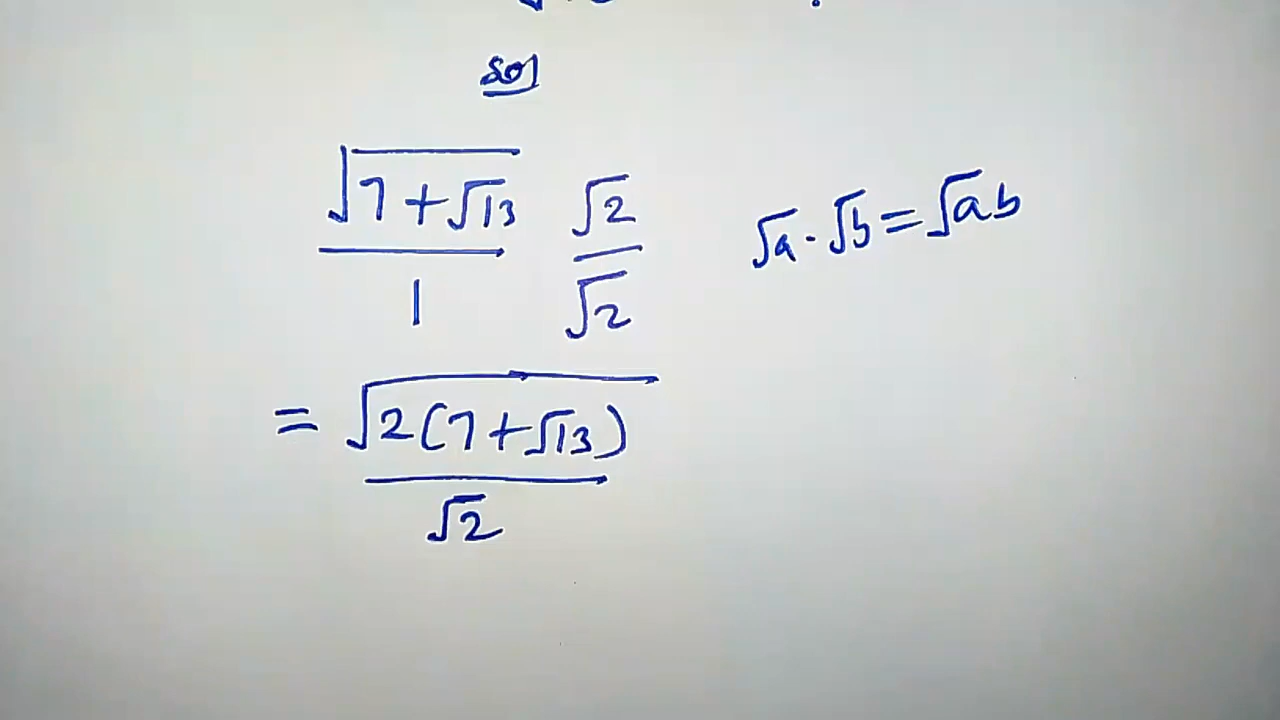 sol
√(7+√13)/1 √2/√2 √a·√b=√ab
= √(2(7+√13))/√2